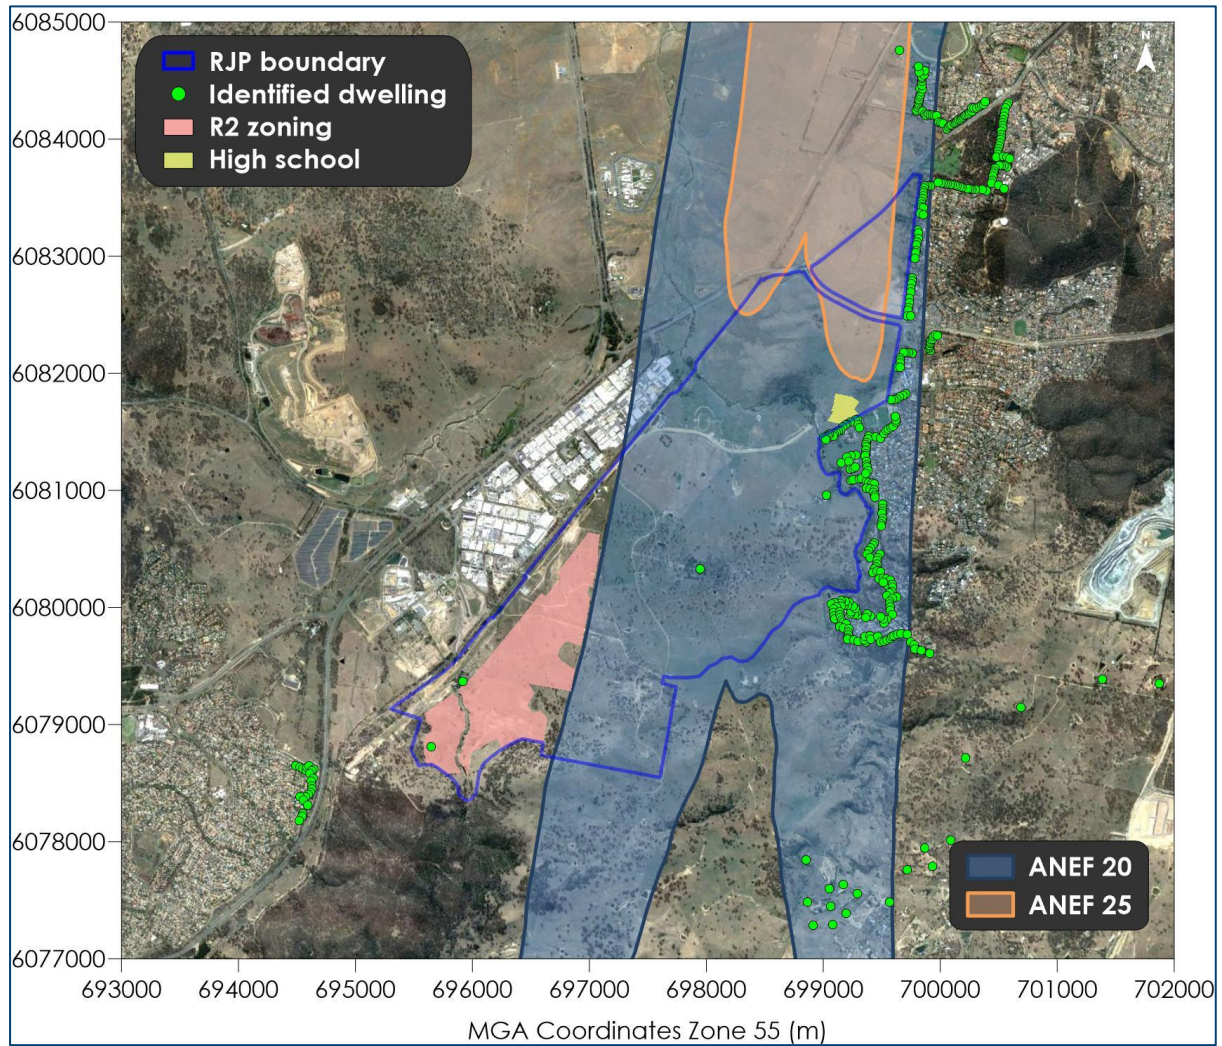 6085000
6084000
6083000
6082000
6081000
6080000
6079000
6078000
6077000
RJP boundary
Identified dwelling
R2 zoning
High school
N
ANEF 20
ANEF 25
693000 694000 695000 696000 697000 698000 699000 700000 701000 702000
MGA Coordinates Zone 55 (m)